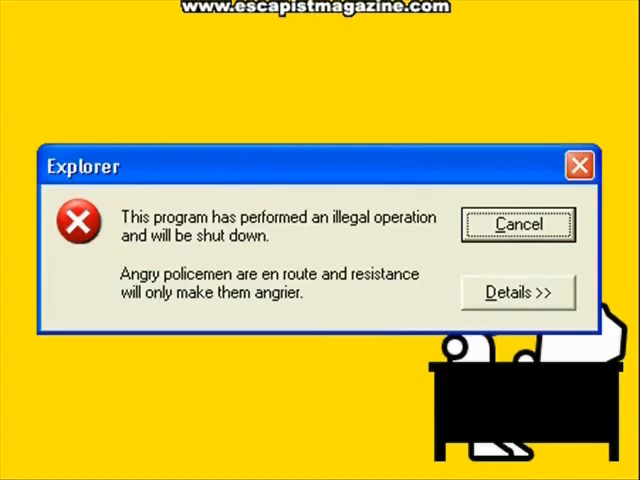 www.escapistmagazine.com
Explorer
This program has performed an illegal operation
and will be shut down.
Cancel
Angry policemen are en route and resistance
will only make them angrier.
Details >>